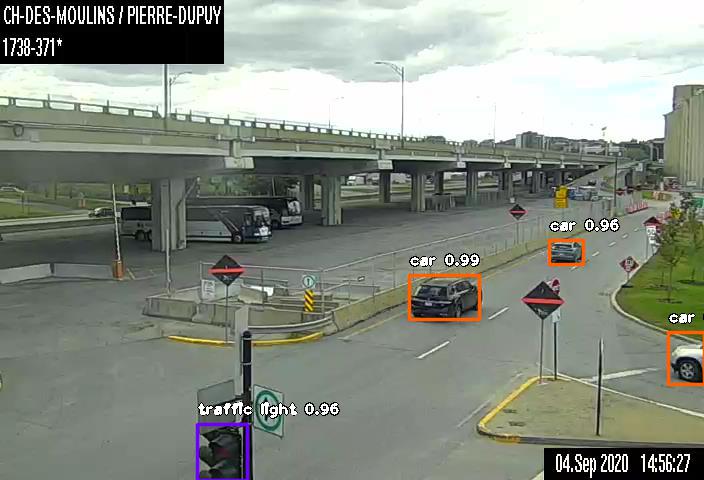 CH-DES-MOULINS / PIERRE-DUPUY
1738-371*
car 0.96
car 0.99
car
traffic light 0.96
04.Sep 2020 14:56:27